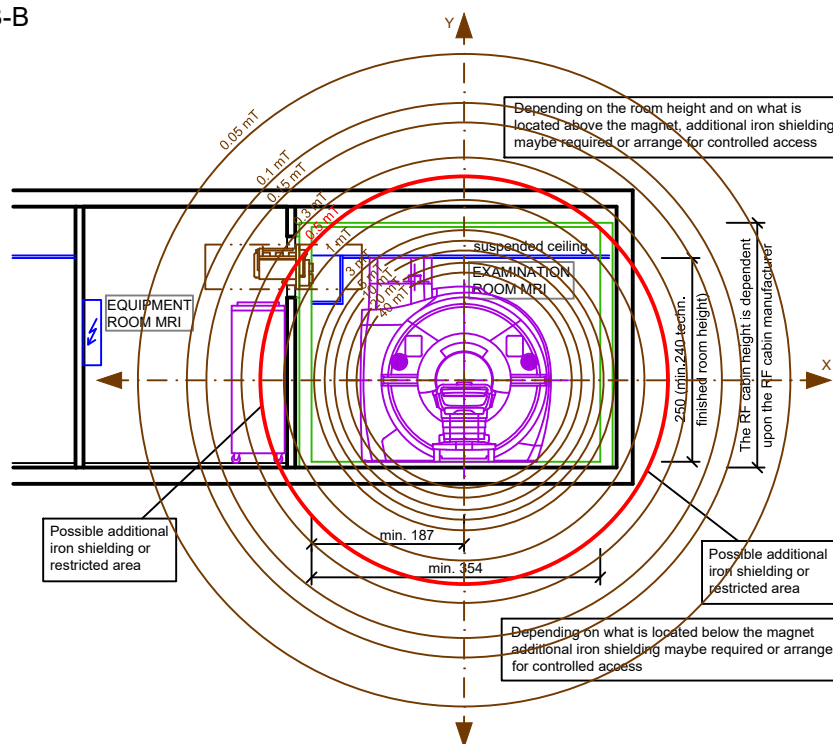 B-B
Y
0.05 mT
Depending on the room height and on what is
located above the magnet, additional iron shielding
maybe required or arrange for controlled access
0.1 mT
0.15 mT
0.3 mT
0.5 mT
1 mT
3 mT
5 mT
10 mT
20 mT
40 mT
suspended ceiling
EXAMINATION
ROOM MRI
EQUIPMENT
ROOM MRI
250 (min.240 techn.
finished room height)
The RF cabin height is dependent
upon the RF cabin manufacturer
X
Possible additional
iron shielding or
restricted area
min. 187
min. 354
Possible additional
iron shielding or
restricted area
Depending on what is located below the magnet
additional iron shielding maybe required or arrange
for controlled access